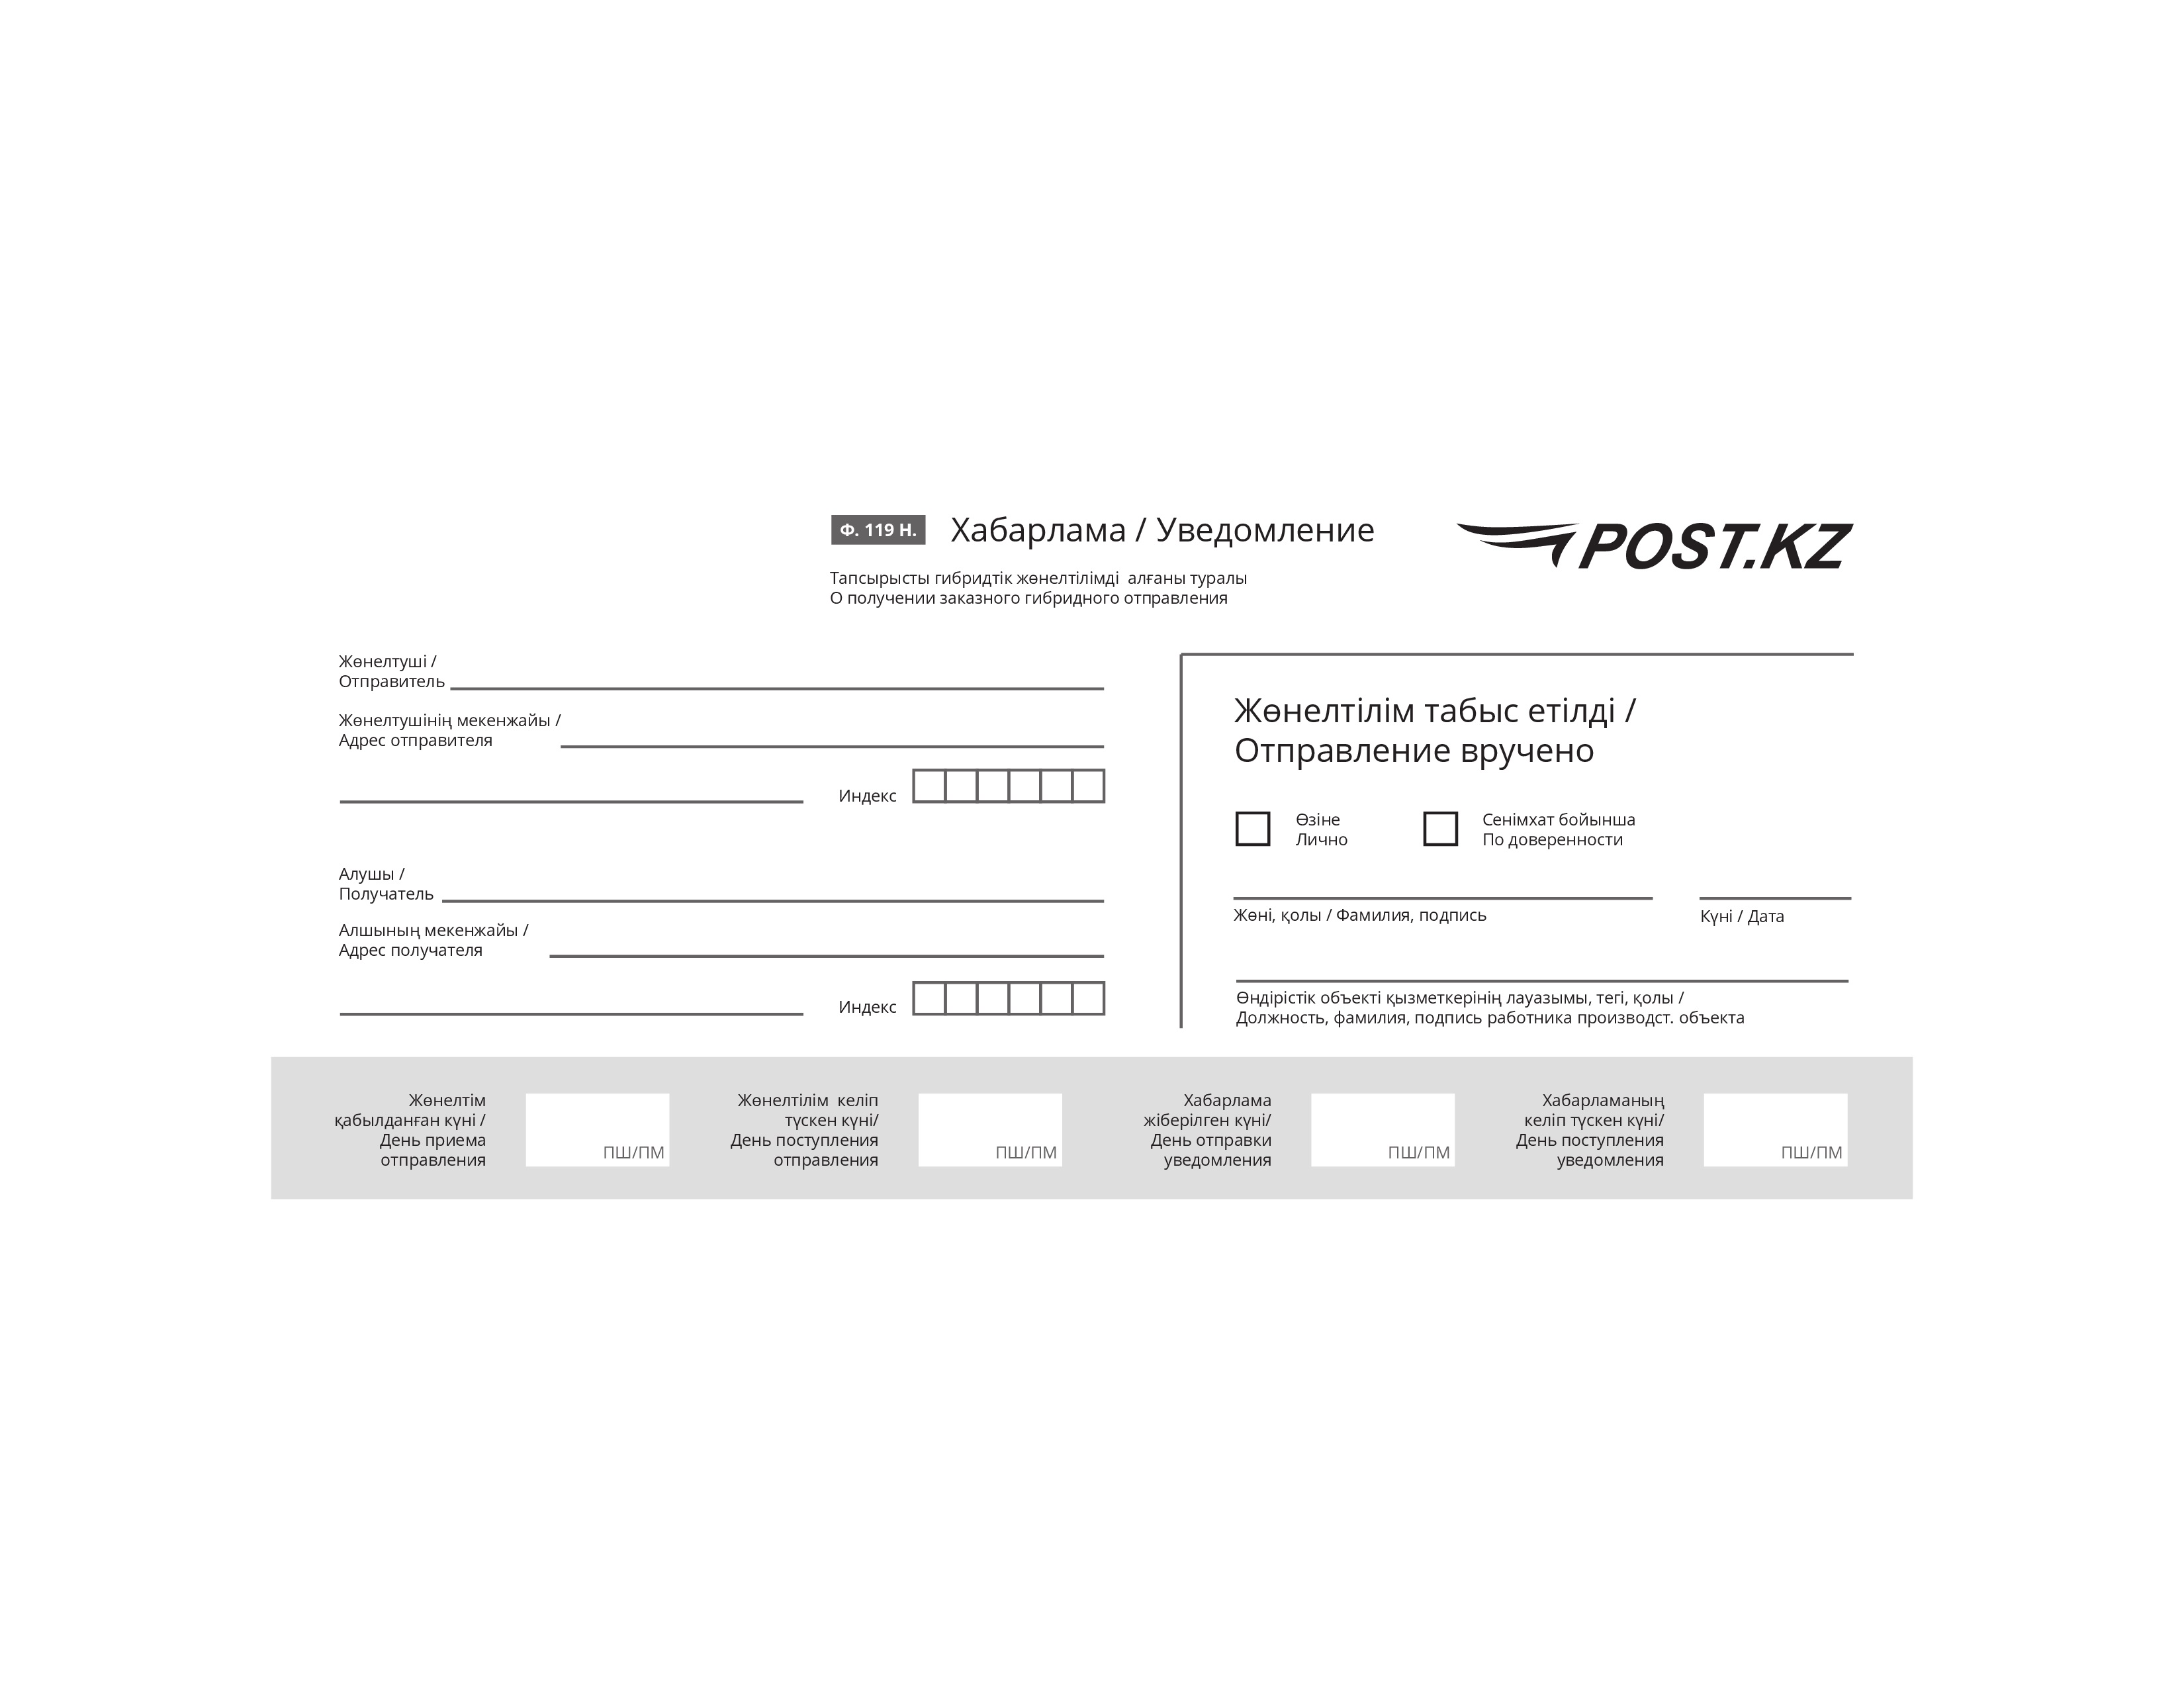 Ф. 119 Н.
Хабарлама / Уведомление
POST.KZ
Тапсырысты гибридтік жөнелтілімді  алғаны туралы
О получении заказного гибридного отправления
Жөнелтуші /
Отправитель
Жөнелтушінің мекенжайы /
Адрес отправителя
Индекс
Алушы /
Получатель
Алшының мекенжайы /
Адрес получателя
Индекс
Жөнелтілім табыс етілді /
Отправление вручено
Өзіне
Лично
Сенімхат бойынша
По доверенности
Жөні, қолы / Фамилия, подпись
Күні / Дата
Өндірістік объекті қызметкерінің лауазымы, тегі, қолы /
Должность, фамилия, подпись работника производст. объекта
Жөнелтім
қабылданған күні /
День приема
отправления
ПШ/ПМ
Жөнелтілім  келіп
түскен күні/
День поступления
отправления
ПШ/ПМ
Хабарлама
жіберілген күні/
День отправки
уведомления
ПШ/ПМ
Хабарламаның
келіп түскен күні/
День поступления
уведомления
ПШ/ПМ